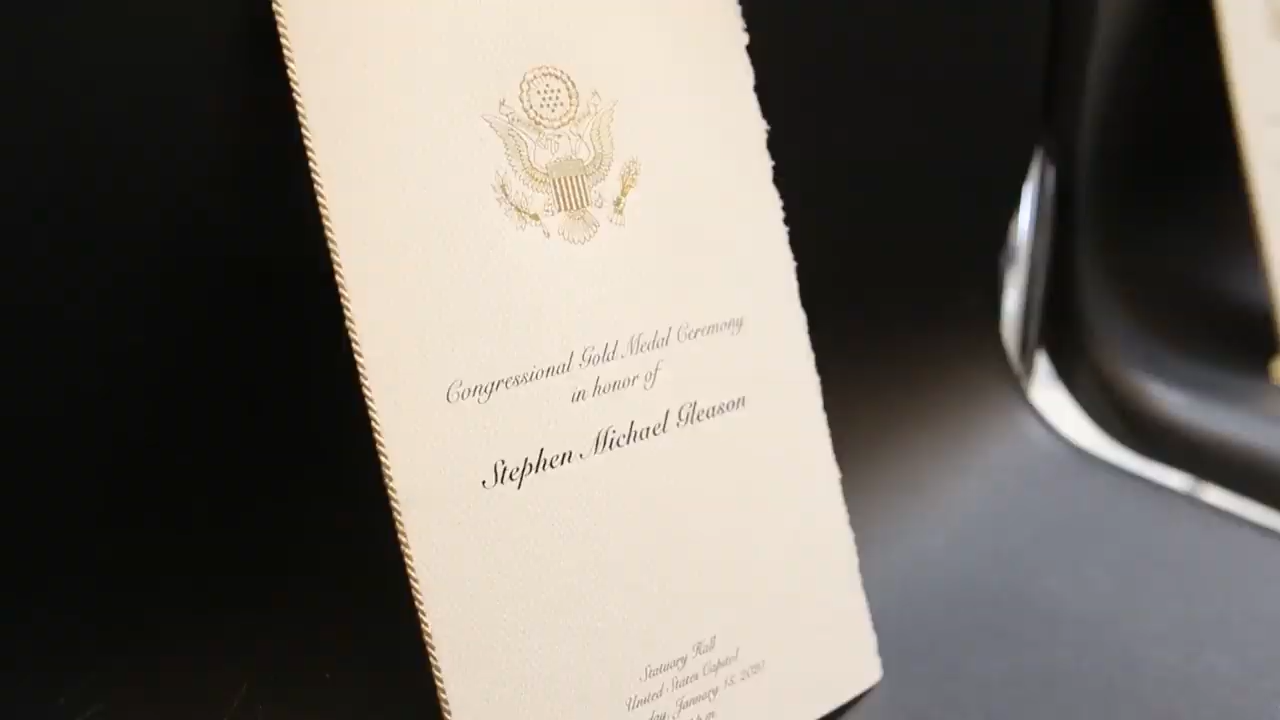 Congressional Gold Medal Ceremony
in honor of
Stephen Michael Gleason
Statuary Hall
United States Capitol
January 15, 2020